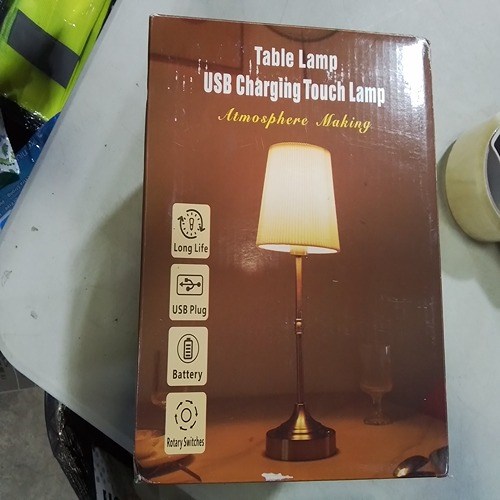 Table Lamp
USB Charging Touch Lamp
Atmosphere Making
Long Life
USB Plug
Battery
Rotary Switches